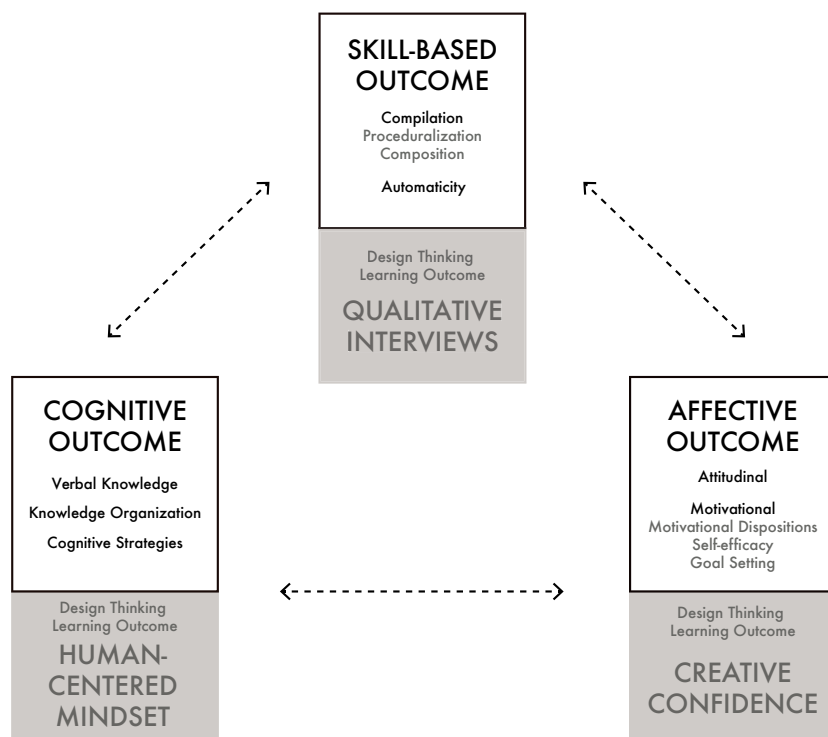 SKILL-BASED
OUTCOME
Compilation
Proceduralization
Composition
Automaticity
Design Thinking
Learning Outcome
QUALITATIVE
INTERVIEWS
COGNITIVE
OUTCOME
Verbal Knowledge
Knowledge Organization
Cognitive Strategies
Design Thinking
Learning Outcome
HUMAN-
CENTERED
MINDSET
AFFECTIVE
OUTCOME
Attitudinal
Motivational
Motivational Dispositions
Self-efficacy
Goal Setting
Design Thinking
Learning Outcome
CREATIVE
CONFIDENCE